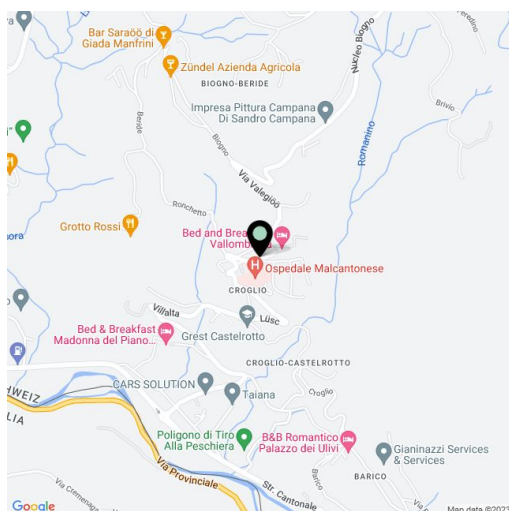 Bar Saraöö di
Giada Manfrini
Zündel Azienda Agricola
BIOGNO-BERIDE
Nucleo Biogno
Brivio
Impresa Pittura Campana
Di Sandro Campana
Beride
Biogno
Romanino
Via Valegiöö
Ronchetto
Grotto Rossi
Bed and
Ospedale Malcantonese
CROGLIO
Villalta
Lüsc
Bed & Breakfast
Madonna del Piano...
Grest Castelrotto
CROGLIO-CASTELROTTO
CARS SOLUTION
Taiana
Croglio
Poligono di Tiro
Alla Peschiera
B&B Romantico
Palazzo dei Ulivi
Gianinazzi Services
& Services
Via Provinciale
Barico
BARICO
Str. Cantonale
Google
Map data ©2023